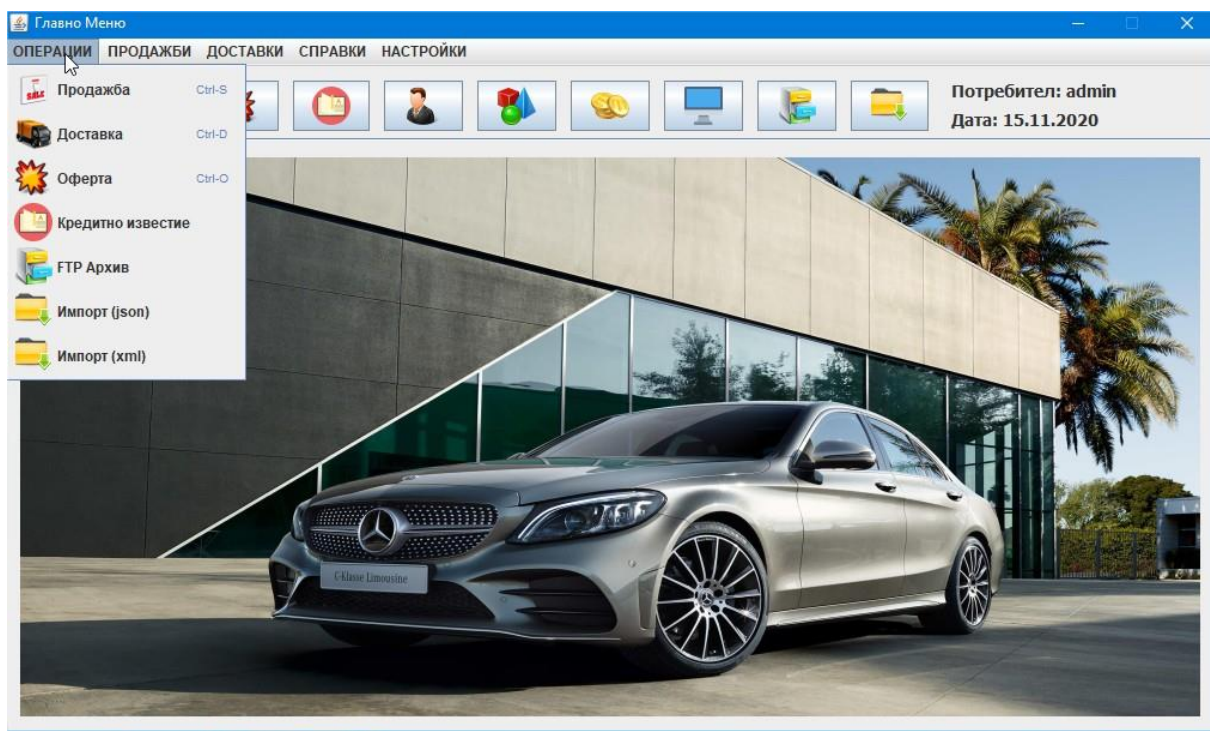 Главно Меню
ОПЕРАЦИИ ПРОДАЖБИ ДОСТАВКИ СПРАВКИ НАСТРОЙКИ
Продажба Ctrl-S
Доставка Ctrl-D
Оферта Ctrl-O
Кредитно известие
FTP Архив
Импорт (json)
Импорт (xml)
Потребител: admin
Дата: 15.11.2020
SALE
C-Klasse Limousine